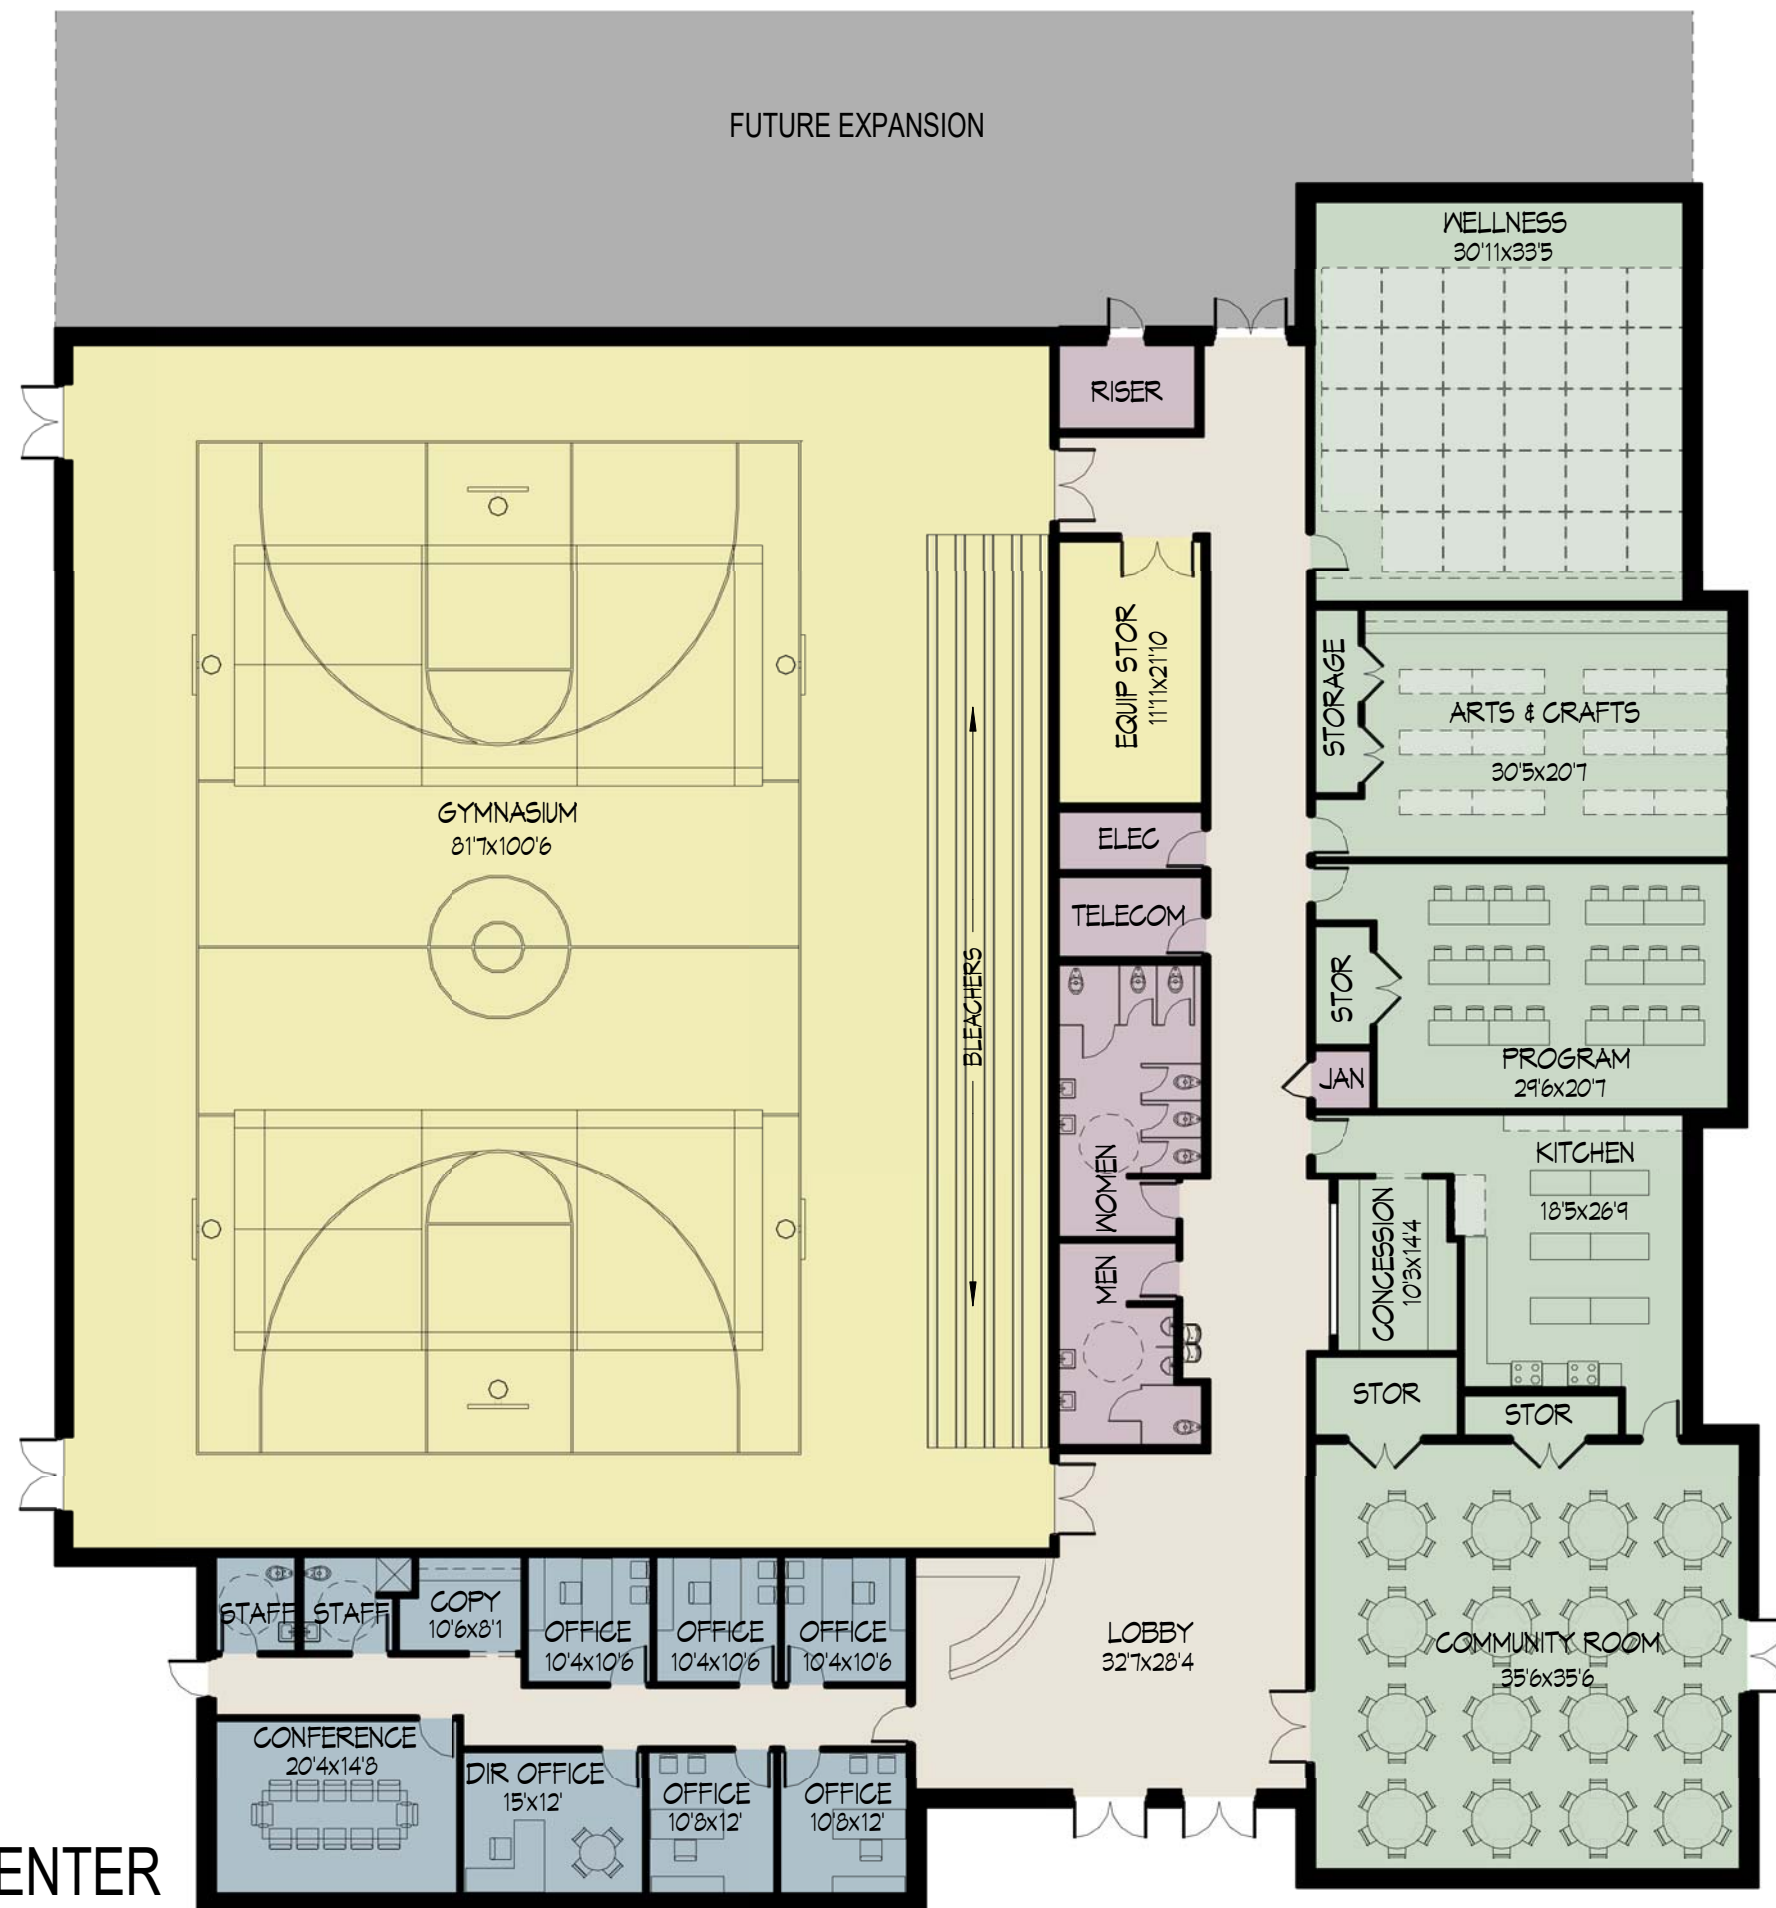 FUTURE EXPANSION
WELLNESS
30'11x33'5
RISER
EQUIP STOR
11'11x21'10
STORAGE
ARTS & CRAFTS
30'5x20'7
GYMNASIUM
81'7x100'6
ELEC
TELECOM
BLEACHERS
STOR
JAN
PROGRAM
29'6x20'7
WOMEN
KITCHEN
18'5x26'9
CONCESSION
10'3x14'4
MEN
STOR
STOR
STAFF
STAFF
COPY
10'6x8'1
OFFICE
10'4x10'6
OFFICE
10'4x10'6
OFFICE
10'4x10'6
LOBBY
32'7x28'4
COMMUNITY ROOM
35'6x35'6
CONFERENCE
20'4x14'8
DIR OFFICE
15'x12'
OFFICE
10'8x12'
OFFICE
10'8x12'
ENTER